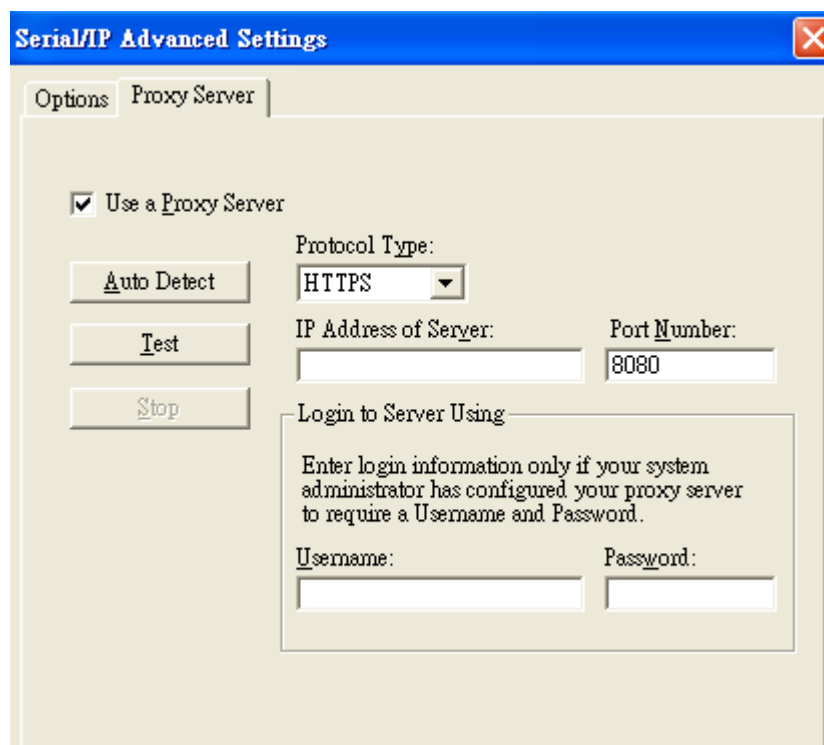 Serial/IP Advanced Settings
Options
Proxy Server
Use a Proxy Server
Protocol Type:
Auto Detect
HTTPS
Test
IP Address of Server:
Port Number:
8080
Stop
Login to Server Using
Enter login information only if your system
administrator has configured your proxy server
to require a Username and Password.
Username:
Password: